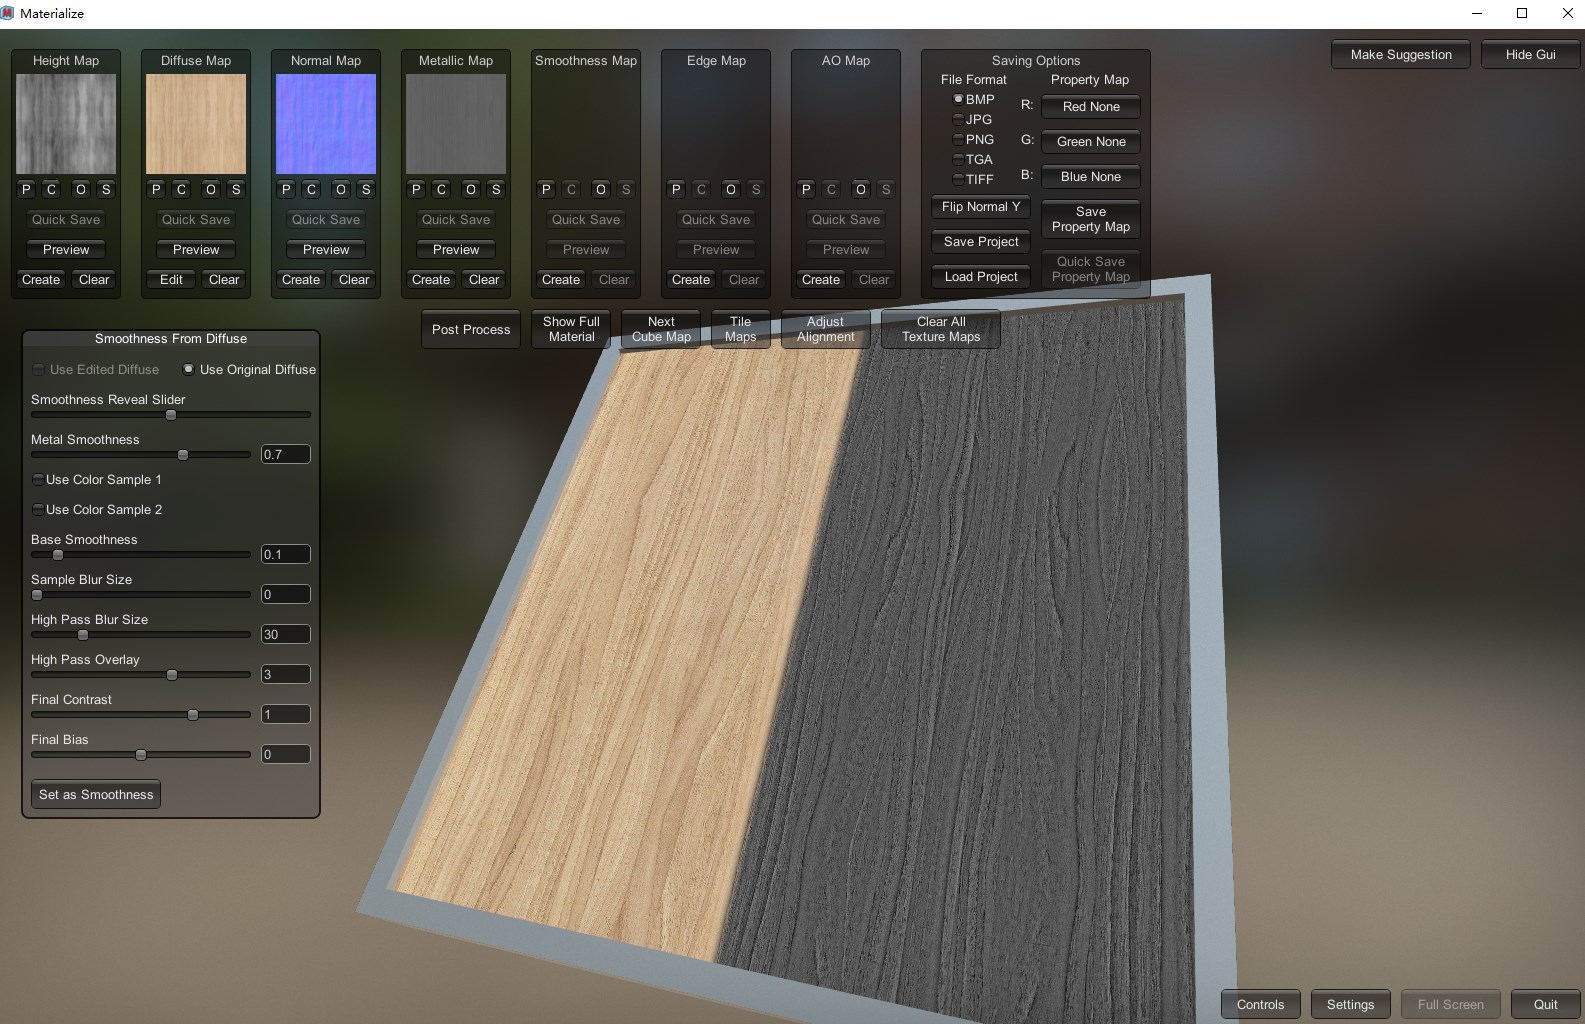 Materialize
Height Map
Diffuse Map
Normal Map
Metallic Map
Smoothness Map
Edge Map
AO Map
P C O S
P C O S
P C O S
P C O S
P C O S
P C O S
P C O S
Quick Save
Quick Save
Quick Save
Quick Save
Quick Save
Quick Save
Quick Save
Preview
Preview
Preview
Preview
Preview
Preview
Preview
Create Clear
Edit Clear
Create Clear
Create Clear
Create Clear
Create Clear
Create Clear
Saving Options
File Format
Property Map
BMP
JPG
PNG
TGA
TIFF
R: Red None
G: Green None
B: Blue None
Flip Normal Y
Save Project
Load Project
Save
Property Map
Quick Save
Property Map
Make Suggestion
Hide Gui
Post Process
Show Full
Material
Next
Cube Map
Tile
Maps
Adjust
Alignment
Clear All
Texture Maps
Smoothness From Diffuse
Use Edited Diffuse
Use Original Diffuse
Smoothness Reveal Slider
Metal Smoothness
0.7
Use Color Sample 1
Use Color Sample 2
Base Smoothness
0.1
Sample Blur Size
0
High Pass Blur Size
30
High Pass Overlay
3
Final Contrast
1
Final Bias
0
Set as Smoothness
Controls
Settings
Full Screen
Quit